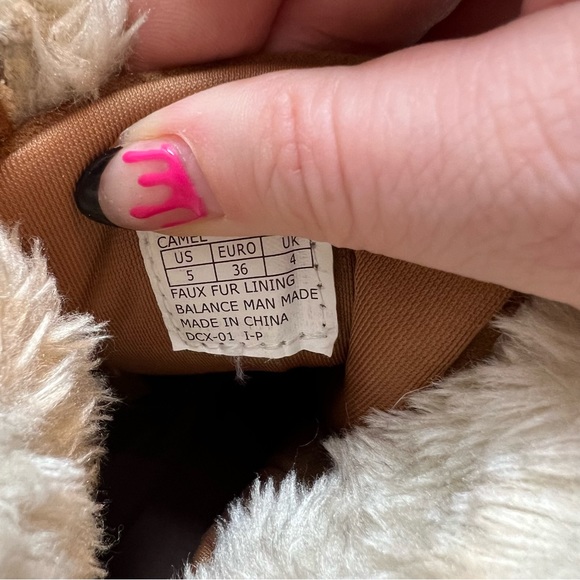 CAMEL
US EURO UK
5 36 4
FAUX FUR LINING
BALANCE MAN MADE
MADE IN CHINA
DCX-01 I-P